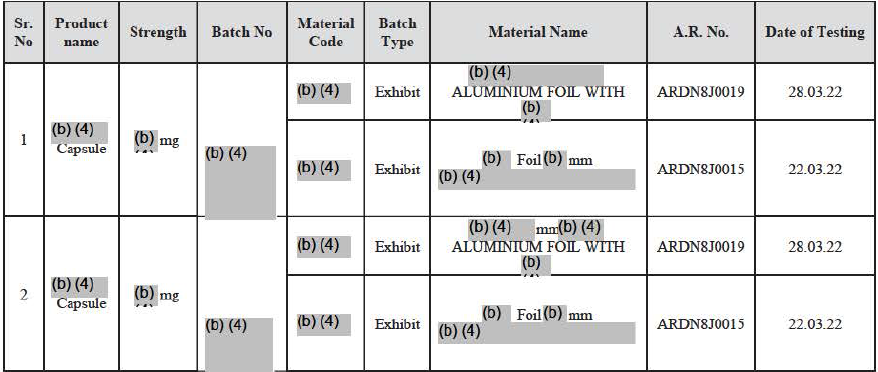 Sr. No Product name Strength Batch No Material Code Batch Type Material Name A.R. No. Date of Testing
1 (b) (4) Capsule (b) mg (b) (4)
(b) (4) Exhibit (b) (4) ALUMINIUM FOIL WITH (b) ARDN8J0019 28.03.22
(b) (4) Exhibit (b) Foil (b) mm (b) (4) ARDN8J0015 22.03.22
2 (b) (4) Capsule (b) mg (b) (4)
(b) (4) Exhibit (b) (4) mm (b) (4) ALUMINIUM FOIL WITH (b) ARDN8J0019 28.03.22
(b) (4) Exhibit (b) Foil (b) mm (b) (4) ARDN8J0015 22.03.22